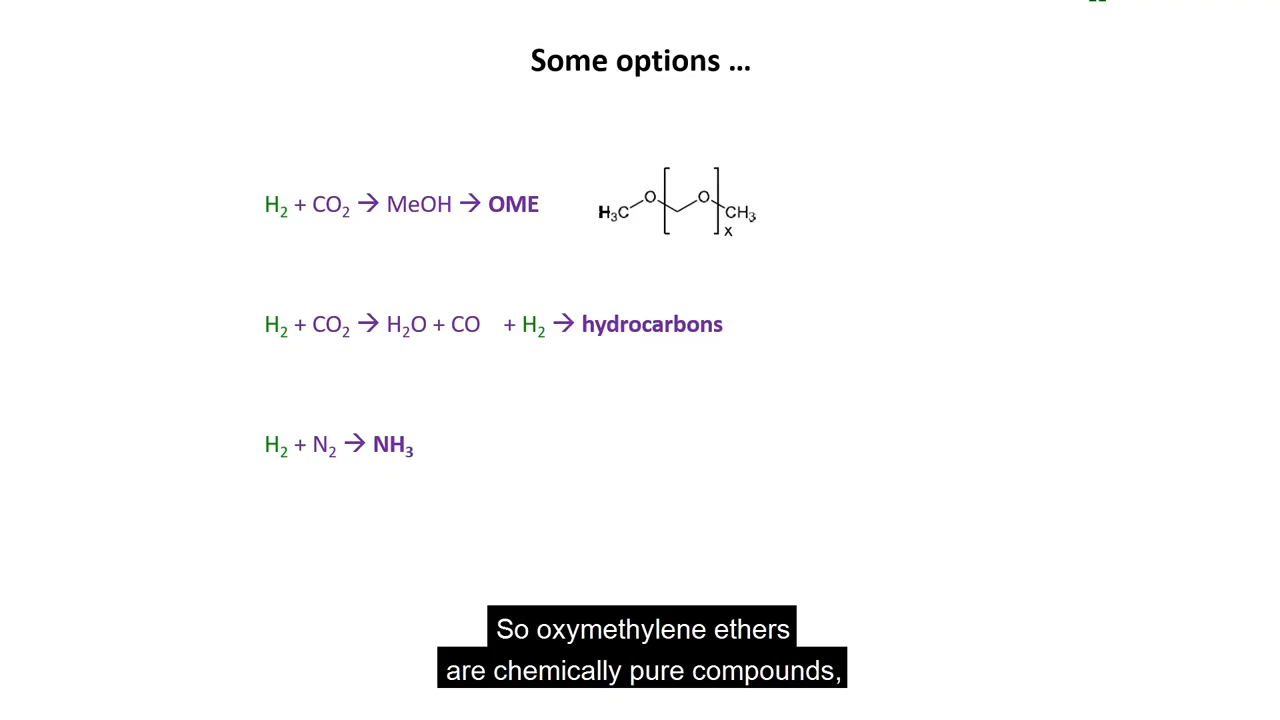 Some options …
H₂ + CO₂ → MeOH → OME
H₃C O O CH₃ x
H₂ + CO₂ → H₂O + CO + H₂ → hydrocarbons
H₂ + N₂ → NH₃
So oxymethylene ethers
are chemically pure compounds,